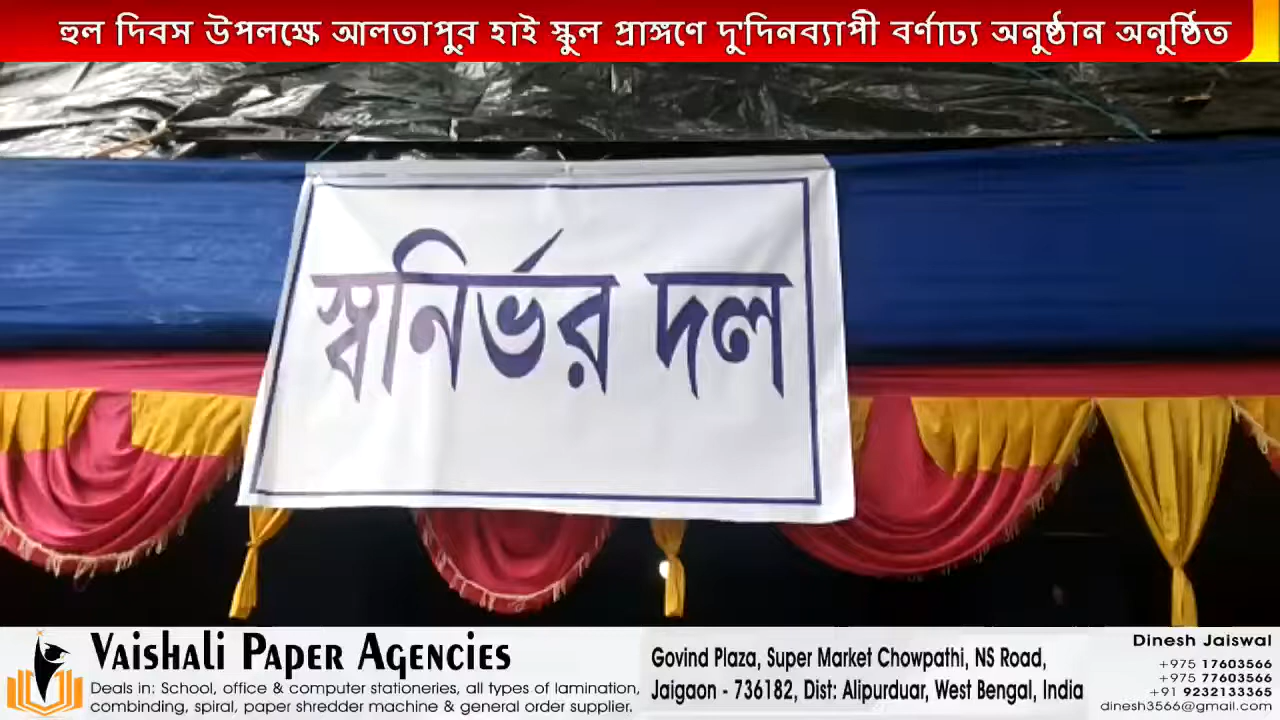 হুল দিবস উপলক্ষে আলতাপুর হাই স্কুল প্রাঙ্গণে দু'দিনব্যাপী বর্ণাঢ্য অনুষ্ঠান অনুষ্ঠিত
স্বনির্ভর দল
Vaishali Paper Agencies
Deals in: School, office & computer stationeries, all types of lamination,
combinding, spiral, paper shredder machine & general order supplier.
Govind Plaza, Super Market Chowpathi, NS Road,
Jaigaon - 736182, Dist: Alipurduar, West Bengal, India
Dinesh Jaiswal
+975 17603566
+975 77603566
+91 9232133365
dinesh3566@gmail.com